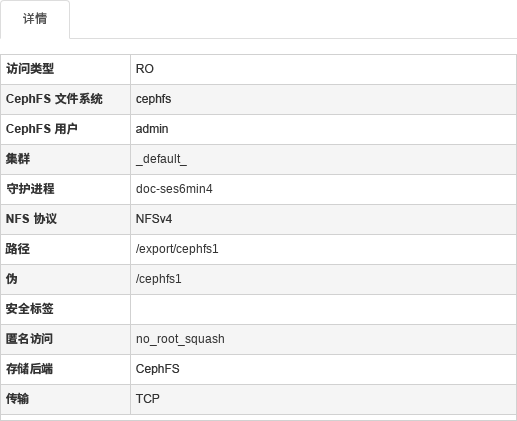 详情
访问类型 RO
CephFS 文件系统 cephfs
CephFS 用户 admin
集群 _default_
守护进程 doc-ses6min4
NFS 协议 NFSv4
路径 /export/cephfs1
伪 /cephfs1
安全标签
匿名访问 no_root_squash
存储后端 CephFS
传输 TCP